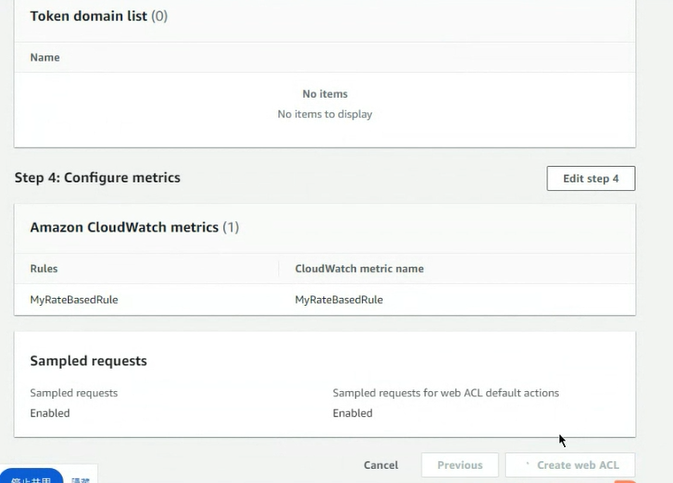 Token domain list (0)
Name
No items
No items to display
Step 4: Configure metrics
Edit step 4
Amazon CloudWatch metrics (1)
Rules
CloudWatch metric name
MyRateBasedRule
MyRateBasedRule
Sampled requests
Sampled requests
Sampled requests for web ACL default actions
Enabled
Enabled
Cancel
Previous
Create web ACL